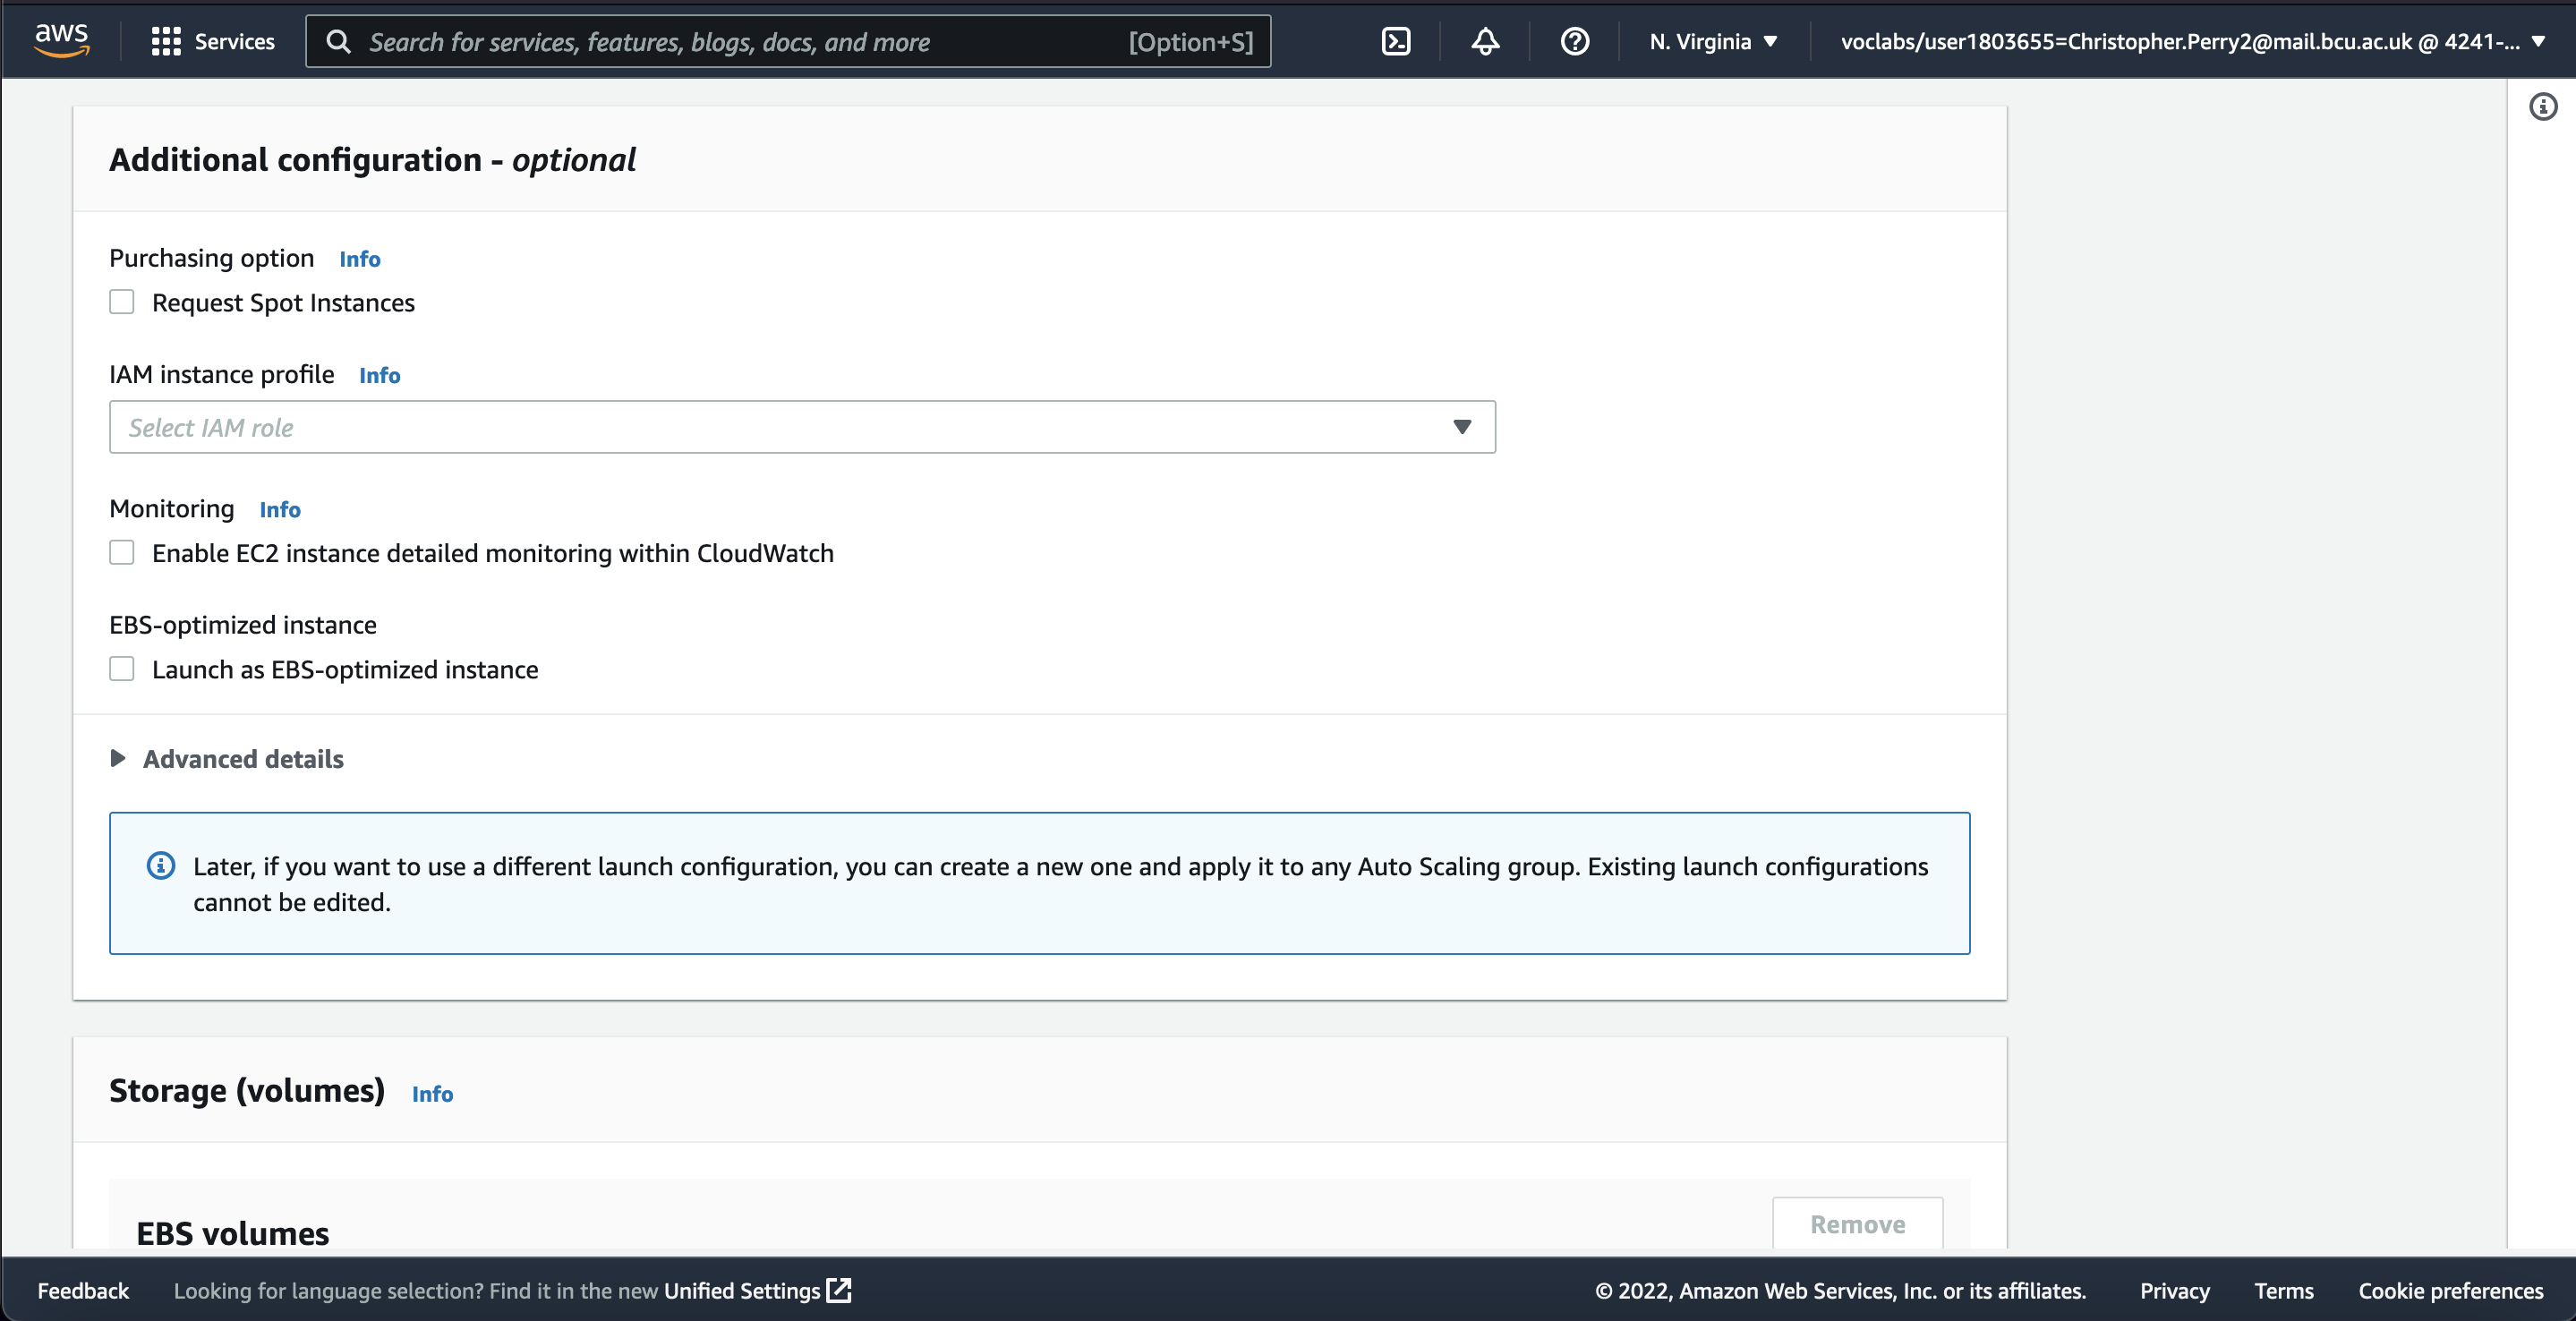 aws
Services
Search for services, features, blogs, docs, and more [Option+S]
N. Virginia
voclabs/user1803655=Christopher.Perry2@mail.bcu.ac.uk @ 4241-...
Additional configuration - optional
Purchasing option Info
Request Spot Instances
IAM instance profile Info
Select IAM role
Monitoring Info
Enable EC2 instance detailed monitoring within CloudWatch
EBS-optimized instance
Launch as EBS-optimized instance
Advanced details
Later, if you want to use a different launch configuration, you can create a new one and apply it to any Auto Scaling group. Existing launch configurations
cannot be edited.
Storage (volumes) Info
EBS volumes
Remove
Feedback
Looking for language selection? Find it in the new Unified Settings
© 2022, Amazon Web Services, Inc. or its affiliates.
Privacy
Terms
Cookie preferences